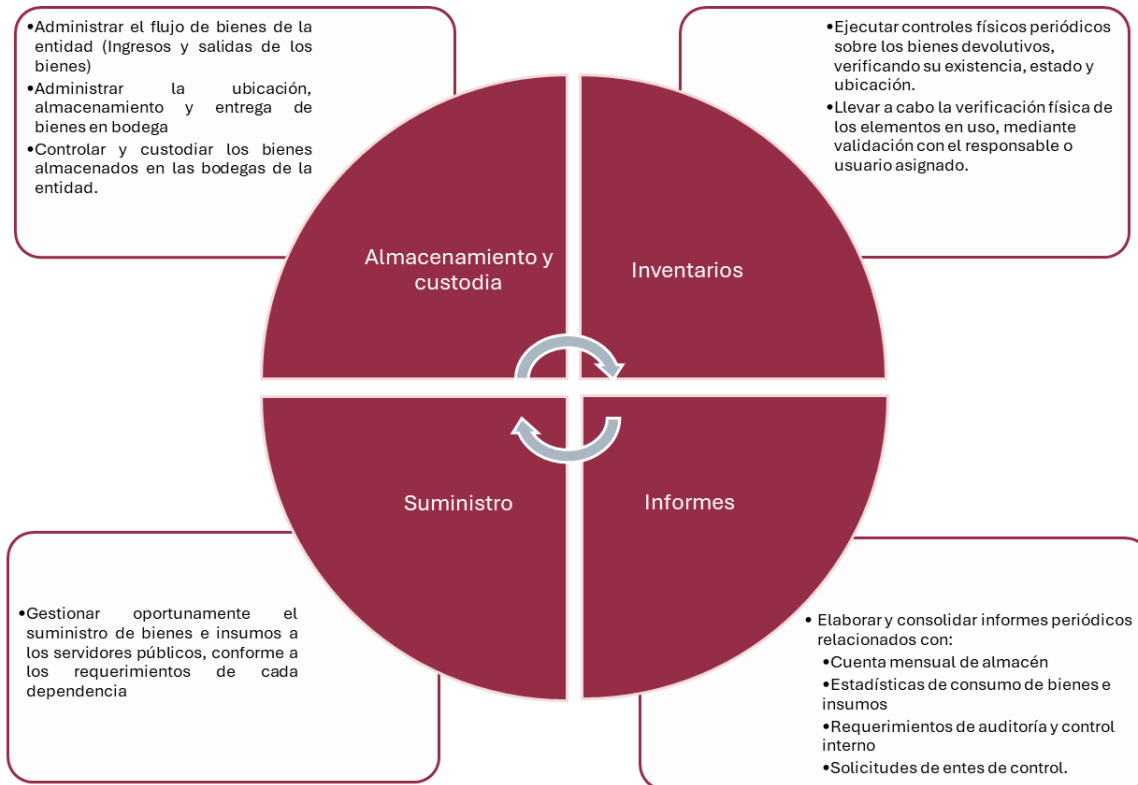 •Administrar el flujo de bienes de la
entidad (Ingresos y salidas de los
bienes)
•Administrar la ubicación,
almacenamiento y entrega de
bienes en bodega
•Controlar y custodiar los bienes
almacenados en las bodegas de la
entidad.
•Ejecutar controles físicos periódicos
sobre los bienes devolutivos,
verificando su existencia, estado y
ubicación.
•Llevar a cabo la verificación física de
los elementos en uso, mediante
validación con el responsable o
usuario asignado.
Almacenamiento y
custodia
Inventarios
Suministro
Informes
•Gestionar oportunamente el
suministro de bienes e insumos a
los servidores públicos, conforme a
los requerimientos de cada
dependencia
• Elaborar y consolidar informes periódicos
relacionados con:
•Cuenta mensual de almacén
•Estadísticas de consumo de bienes e
insumos
•Requerimientos de auditoría y control
interno
•Solicitudes de entes de control.